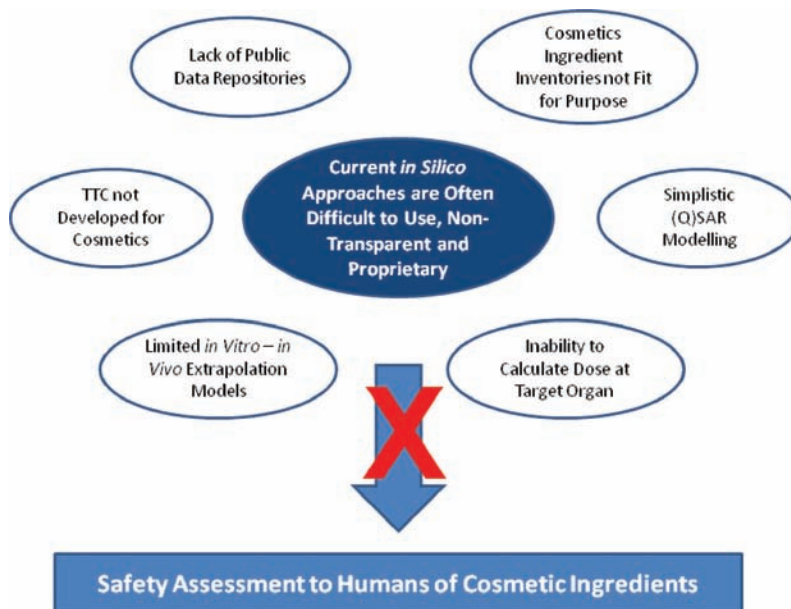 Lack of Public
Data Repositories
Cosmetics
Ingredient
Inventories not Fit
for Purpose
Current in Silico
Approaches are Often
Difficult to Use, Non-
Transparent and
Proprietary
TTC not
Developed for
Cosmetics
Simplistic
(Q)SAR
Modelling
Limited in Vitro – in
Vivo Extrapolation
Models
Inability to
Calculate Dose at
Target Organ
X
Safety Assessment to Humans of Cosmetic Ingredients